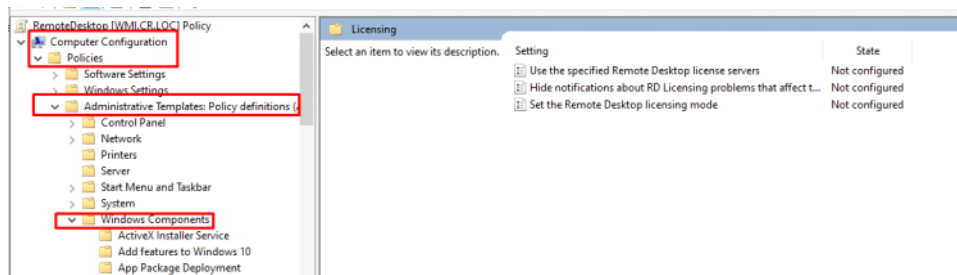 RemoteDesktop [WMI.CR.LOC] Policy
Computer Configuration
Policies
Software Settings
Windows Settings
Administrative Templates: Policy definitions (
Control Panel
Network
Printers
Server
Start Menu and Taskbar
System
Windows Components
ActiveX Installer Service
Add features to Windows 10
App Package Deployment
Licensing
Select an item to view its description.
Setting State
Use the specified Remote Desktop license servers Not configured
Hide notifications about RD Licensing problems that affect t... Not configured
Set the Remote Desktop licensing mode Not configured